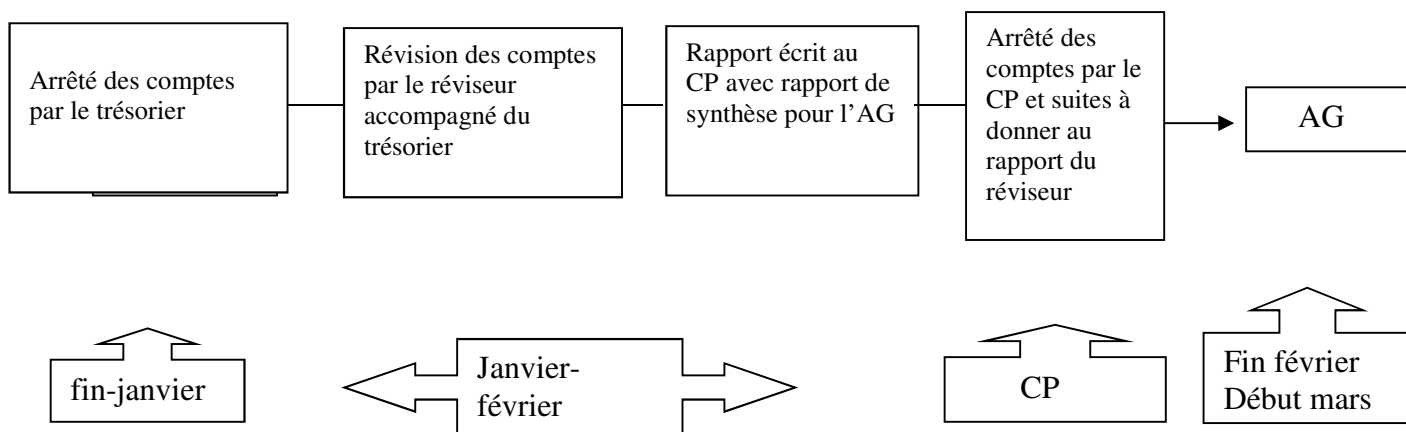 Arrêté des comptes
par le trésorier
Révision des comptes
par le réviseur
accompagné du
trésorier
Rapport écrit au
CP avec rapport de
synthèse pour l'AG
Arrêté des
comptes par le
CP et suites à
donner au
rapport du
réviseur
AG
fin-janvier
Janvier-
février
CP
Fin février
Début mars